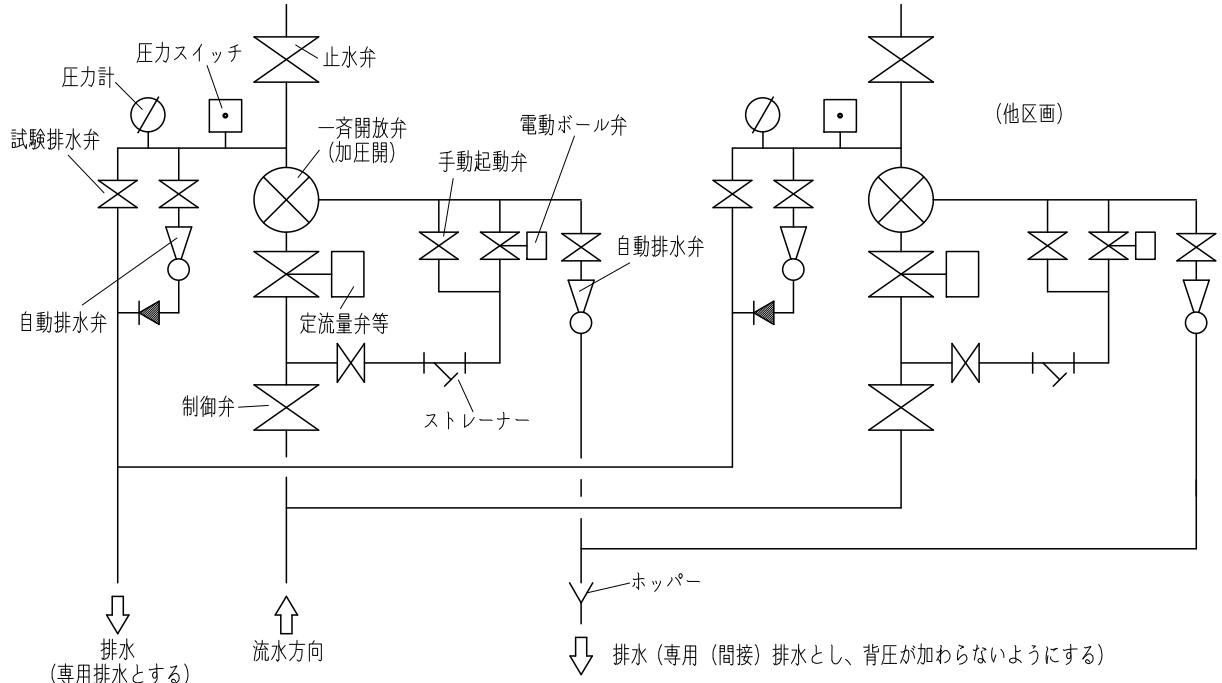 圧力スイッチ
止水弁
圧力計
試験排水弁
一斉開放弁
(加圧開)
電動ボール弁
手動起動弁
(他区画)
自動排水弁
自動排水弁
定流量弁等
制御弁
ストレーナー
ホッパー
排水
(専用排水とする)
流水方向
排水(専用(間接)排水とし、背圧が加わらないようにする)